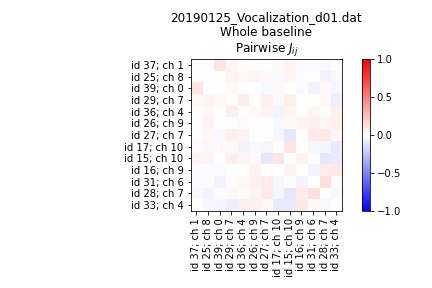 20190125_Vocalization_d01.dat
Whole baseline
Pairwise J_{ij}
id 37; ch 1
id 25; ch 8
id 39; ch 0
id 29; ch 7
id 36; ch 4
id 26; ch 9
id 27; ch 7
id 17; ch 10
id 15; ch 10
id 16; ch 9
id 31; ch 6
id 28; ch 7
id 33; ch 4
1.0
0.5
0.0
−0.5
−1.0
id 37; ch 1
id 25; ch 8
id 39; ch 0
id 29; ch 7
id 36; ch 4
id 26; ch 9
id 27; ch 7
id 17; ch 10
id 15; ch 10
id 16; ch 9
id 31; ch 6
id 28; ch 7
id 33; ch 4